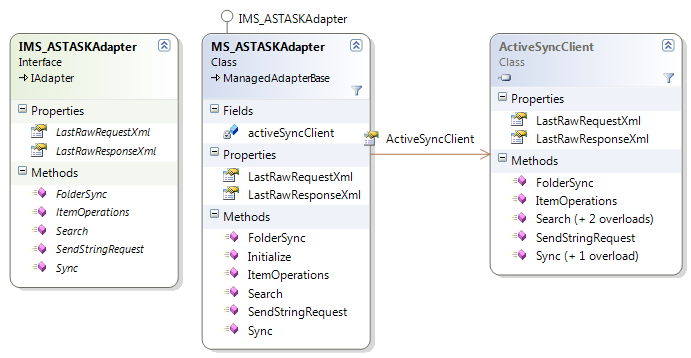 IMS_ASTASKAdapter
IMS_ASTASKAdapter
Interface
IAdapter
Properties
LastRawRequestXml
LastRawResponseXml
Methods
FolderSync
ItemOperations
Search
SendStringRequest
Sync
MS_ASTASKAdapter
Class
ManagedAdapterBase
Fields
activeSyncClient
Properties
LastRawRequestXml
LastRawResponseXml
Methods
FolderSync
Initialize
ItemOperations
Search
SendStringRequest
Sync
ActiveSyncClient
ActiveSyncClient
Class
Properties
LastRawRequestXml
LastRawResponseXml
Methods
FolderSync
ItemOperations
Search (+ 2 overloads)
SendStringRequest
Sync (+ 1 overload)